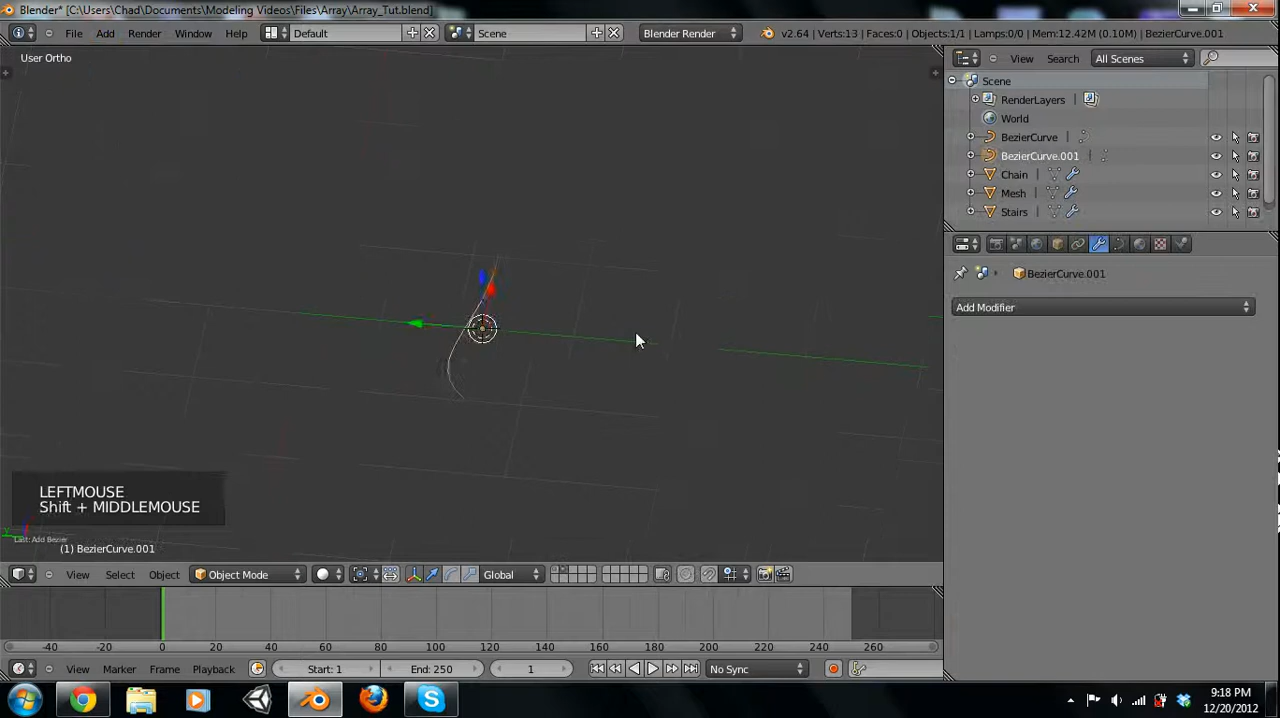 Blender* [C:\Users\Chad\Documents\Modeling Videos\Files\Array\Array_Tut.blend]
File Add Render Window Help Default Scene Blender Render v2.64 | Verts:13 | Faces:0 | Objects:1/1 | Lamps:0/0 | Mem:12.42M (0.10M) | BezierCurve.001
User Ortho
View Search All Scenes
Scene
RenderLayers
World
BezierCurve
BezierCurve.001
Chain
Mesh
Stairs
BezierCurve.001
Add Modifier
LEFTMOUSE
Shift + MIDDLEMOUSE
Last: Add Bezier
(1) BezierCurve.001
View Select Object Object Mode Global
-40 -20 0 20 40 60 80 100 120 140 160 180 200 220 240 260
View Marker Frame Playback Start: 1 End: 250 1 No Sync
9:18 PM
12/20/2012